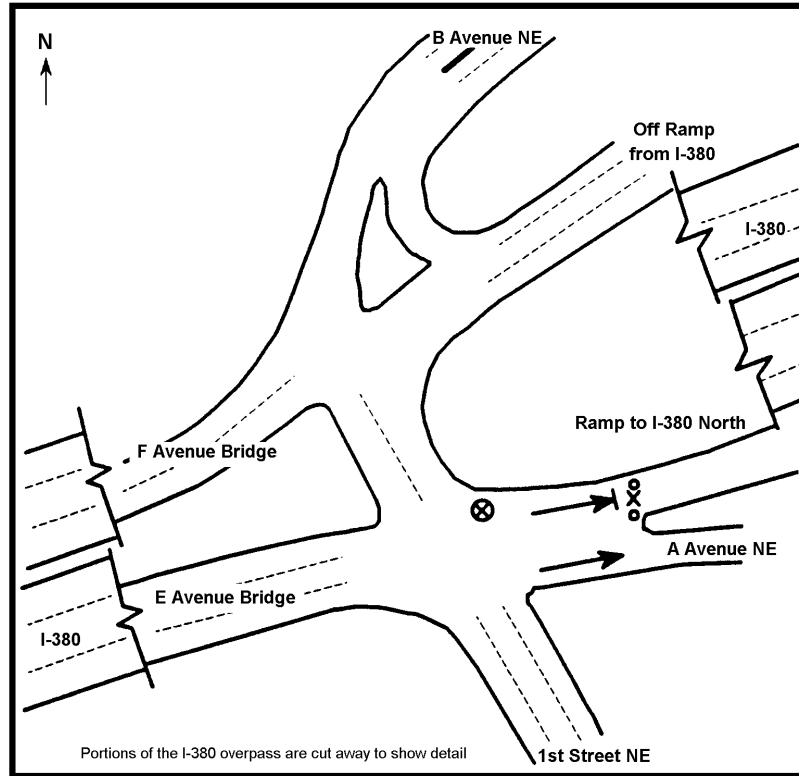 B Avenue NE
N
Off Ramp
from I-380
I-380
Ramp to I-380 North
F Avenue Bridge
A Avenue NE
E Avenue Bridge
I-380
Portions of the I-380 overpass are cut away to show detail
1st Street NE